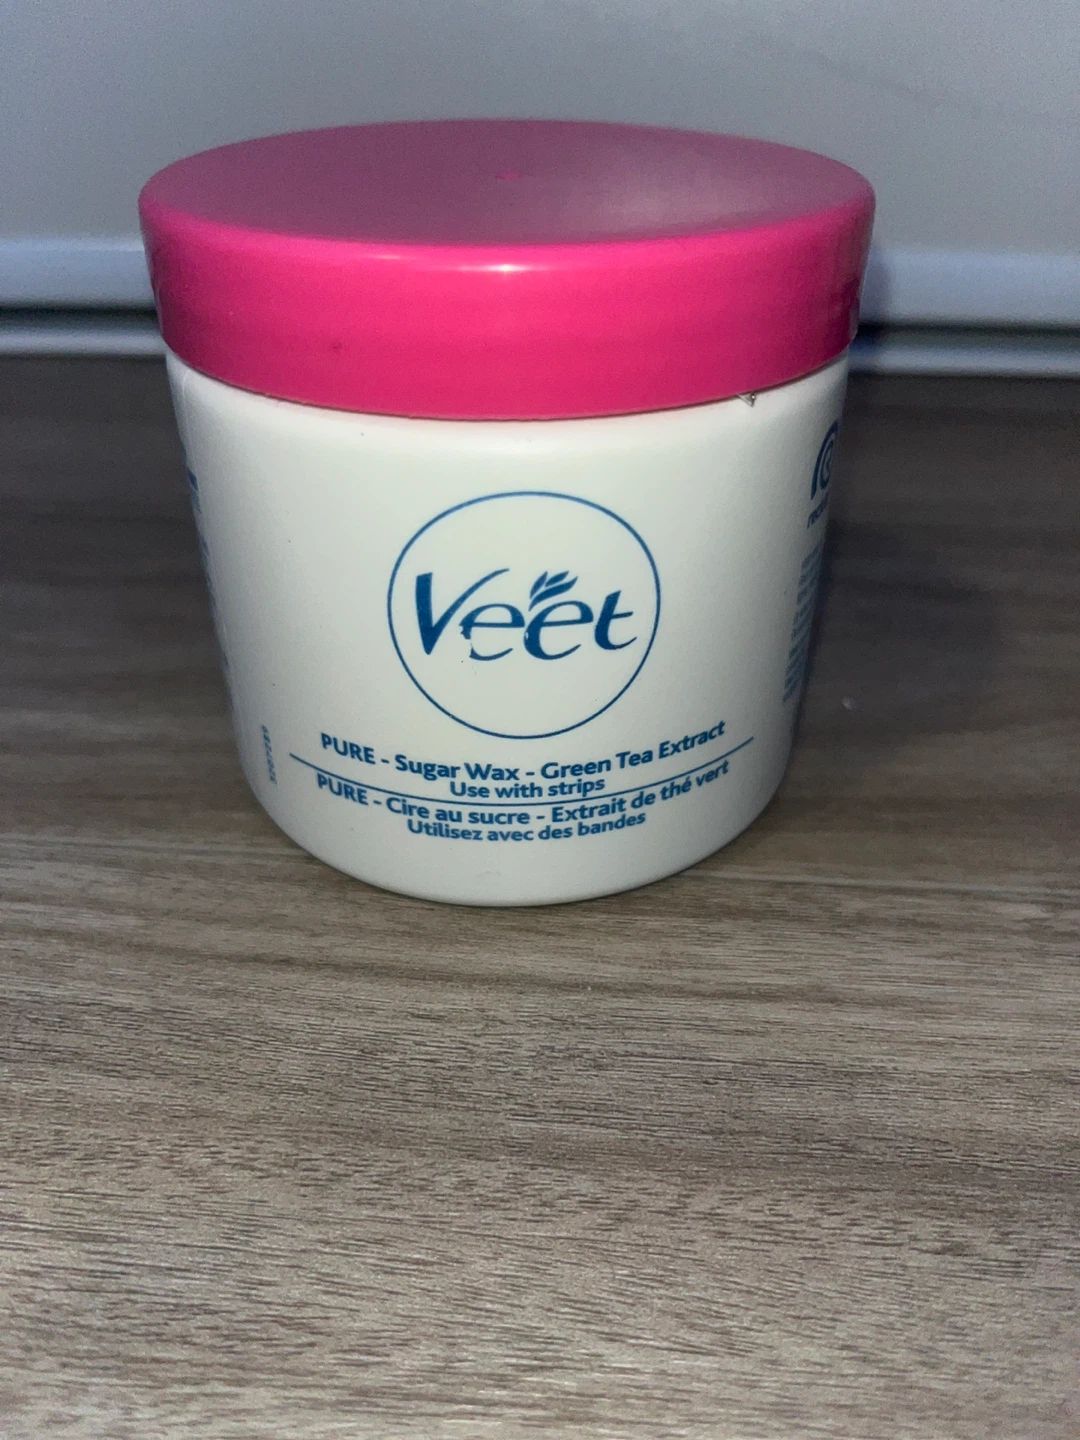 Veet
PURE - Sugar Wax - Green Tea Extract
Use with strips
PURE - Cire au sucre - Extrait de thé vert
Utilisez avec des bandes